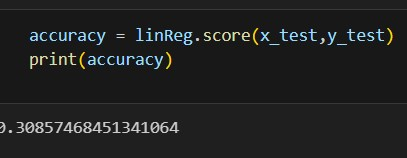 accuracy = linReg.score(x_test,y_test)
print(accuracy)
0.30857468451341064